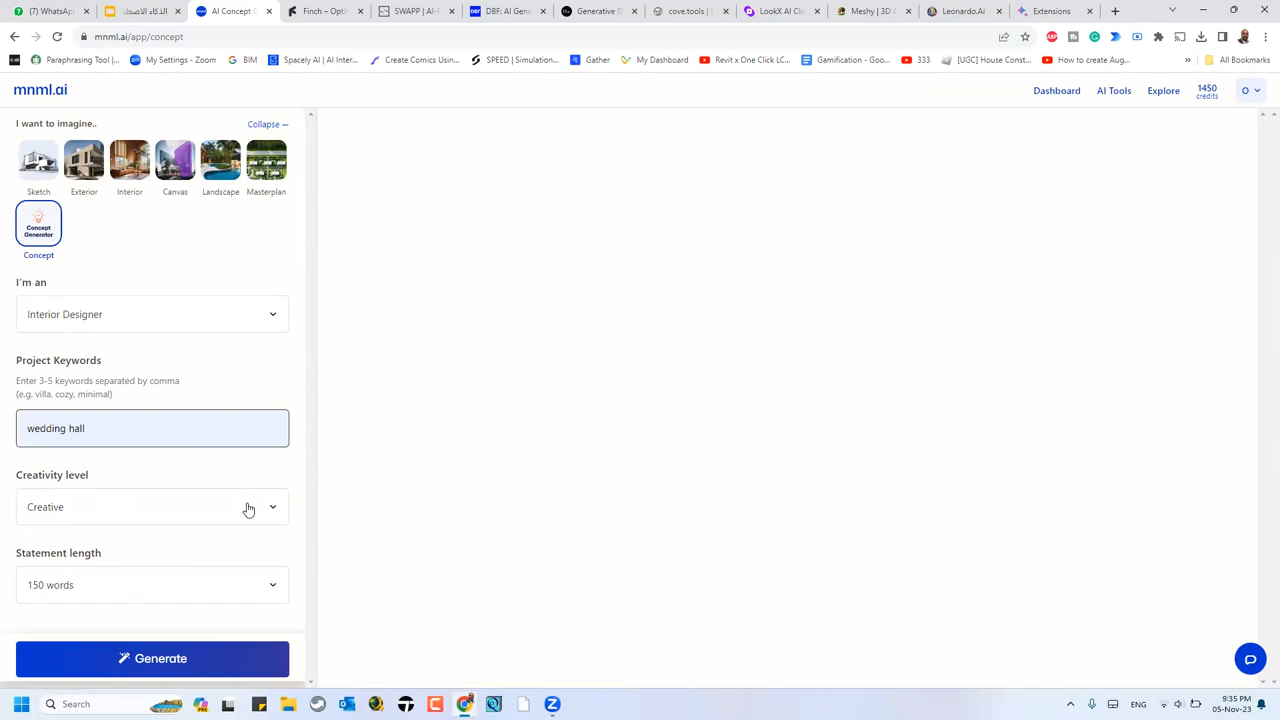 (7) WhatsApp
AI Concept G
Finch – Optim
SWAPP | AI-P
DBF: AI Gene
Generative D
cove.tools | S
LookX AI Clo
Meshy | 3D A
Leonardo.Ai
Extensions
mnml.ai/app/concept
Paraphrasing Tool |...
My Settings - Zoom
BIM
Spacely AI | AI Inter...
Create Comics Using...
SPEED | Simulation...
Gather
My Dashboard
Revit x One Click LC...
Gamification - Goo...
333
[UGC] House Const...
How to create Aug...
»
All Bookmarks
mnml.ai
Dashboard
AI Tools
Explore
1450
credits
O
I want to imagine..
Collapse
Sketch
Exterior
Interior
Canvas
Landscape
Masterplan
Concept
Generator
Concept
I'm an
Interior Designer
Project Keywords
Enter 3-5 keywords separated by comma
(e.g. villa, cozy, minimal)
wedding hall
Creativity level
Creative
Statement length
150 words
Generate
Search
ENG
9:35 PM
05-Nov-23